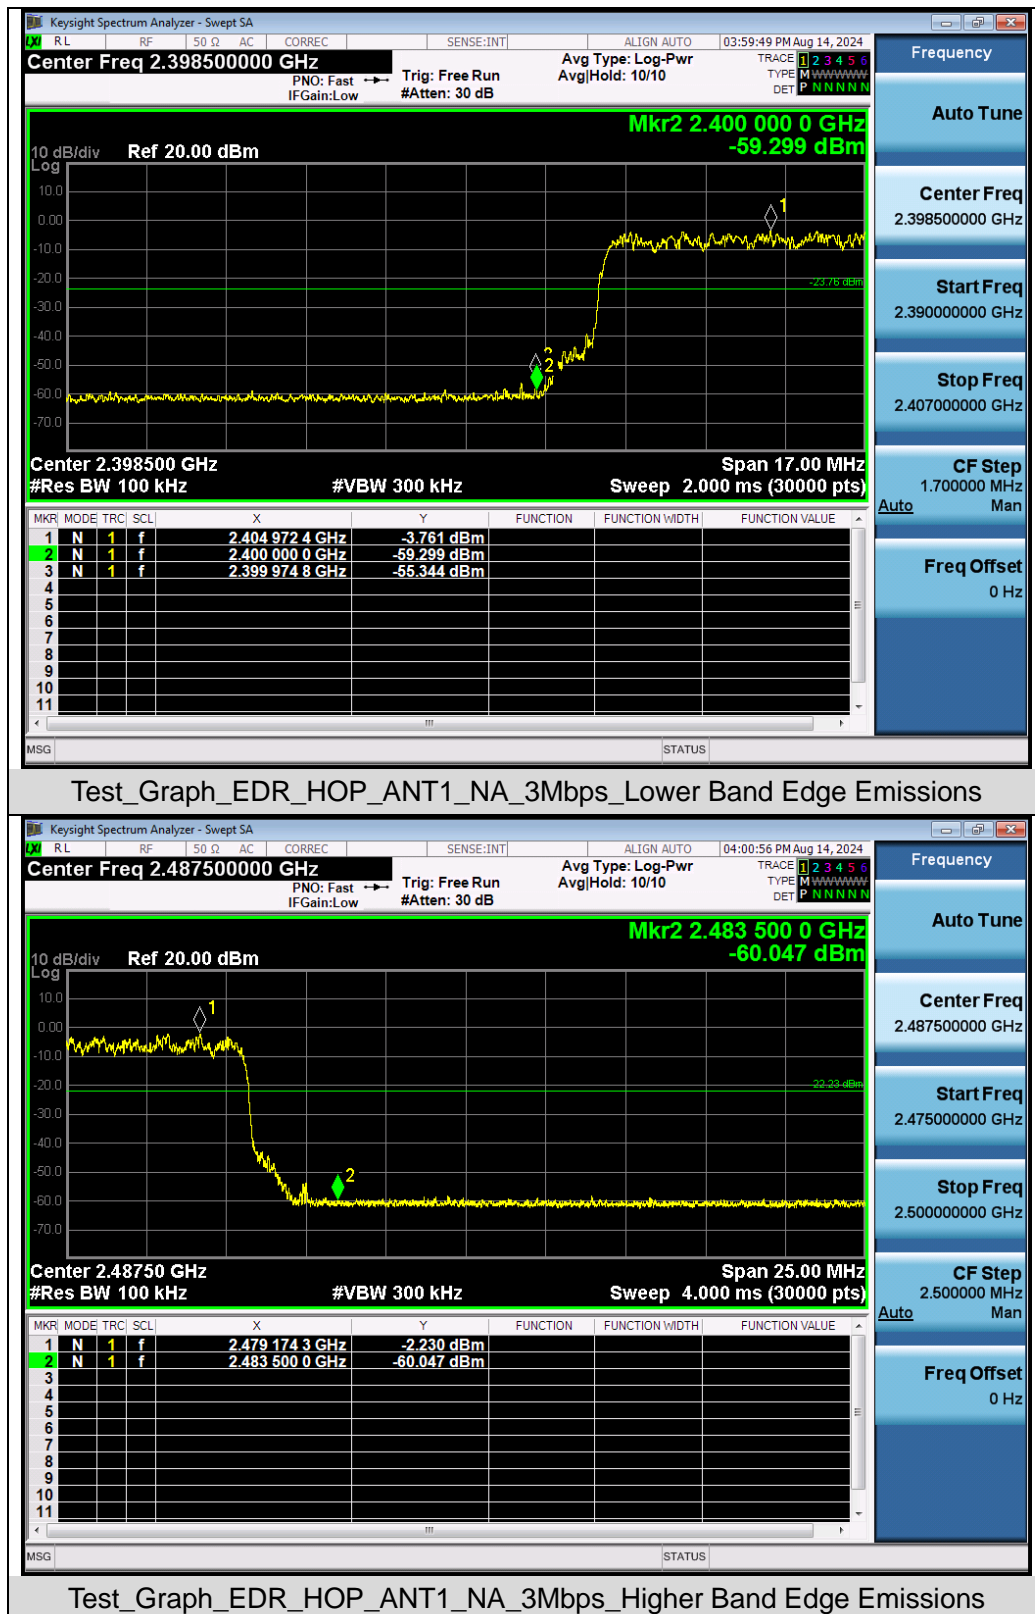 Keysight Spectrum Analyzer - Swept SA
LXI RL RF 50 Ω AC CORREC SENSE:INT ALIGN AUTO 03:59:49 PM Aug 14, 2024
Center Freq 2.398500000 GHz
PNO: Fast
IFGain:Low
Trig: Free Run
#Atten: 30 dB
Avg Type: Log-Pwr
Avg|Hold: 10/10
TRACE 1 2 3 4 5 6
TYPE M WWWWW
DET P N N N N N
Mkr2 2.400 000 0 GHz
-59.299 dBm
10 dB/div Ref 20.00 dBm
Log
10.0
0.00
-10.0
-20.0
-30.0
-40.0
-50.0
-60.0
-70.0
1
-23.76 dBm
2
Center 2.398500 GHz Span 17.00 MHz
#Res BW 100 kHz #VBW 300 kHz Sweep 2.000 ms (30000 pts)
MKR MODE TRC SCL X Y FUNCTION FUNCTION WIDTH FUNCTION VALUE
1 N 1 f 2.404 972 4 GHz -3.761 dBm
2 N 1 f 2.400 000 0 GHz -59.299 dBm
3 N 1 f 2.399 974 8 GHz -55.344 dBm
4
5
6
7
8
9
10
11
MSG STATUS
Frequency
Auto Tune
Center Freq
2.398500000 GHz
Start Freq
2.390000000 GHz
Stop Freq
2.407000000 GHz
CF Step
1.700000 MHz
Auto Man
Freq Offset
0 Hz
Test_Graph_EDR_HOP_ANT1_NA_3Mbps_Lower Band Edge Emissions
Keysight Spectrum Analyzer - Swept SA
LXI RL RF 50 Ω AC CORREC SENSE:INT ALIGN AUTO 04:00:56 PM Aug 14, 2024
Center Freq 2.487500000 GHz
PNO: Fast
IFGain:Low
Trig: Free Run
#Atten: 30 dB
Avg Type: Log-Pwr
Avg|Hold: 10/10
TRACE 1 2 3 4 5 6
TYPE M WWWWW
DET P N N N N N
Mkr2 2.483 500 0 GHz
-60.047 dBm
10 dB/div Ref 20.00 dBm
Log
10.0
0.00
-10.0
-20.0
-30.0
-40.0
-50.0
-60.0
-70.0
1
-22.23 dBm
2
Center 2.48750 GHz Span 25.00 MHz
#Res BW 100 kHz #VBW 300 kHz Sweep 4.000 ms (30000 pts)
MKR MODE TRC SCL X Y FUNCTION FUNCTION WIDTH FUNCTION VALUE
1 N 1 f 2.479 174 3 GHz -2.230 dBm
2 N 1 f 2.483 500 0 GHz -60.047 dBm
3
4
5
6
7
8
9
10
11
MSG STATUS
Frequency
Auto Tune
Center Freq
2.487500000 GHz
Start Freq
2.475000000 GHz
Stop Freq
2.500000000 GHz
CF Step
2.500000 MHz
Auto Man
Freq Offset
0 Hz
Test_Graph_EDR_HOP_ANT1_NA_3Mbps_Higher Band Edge Emissions